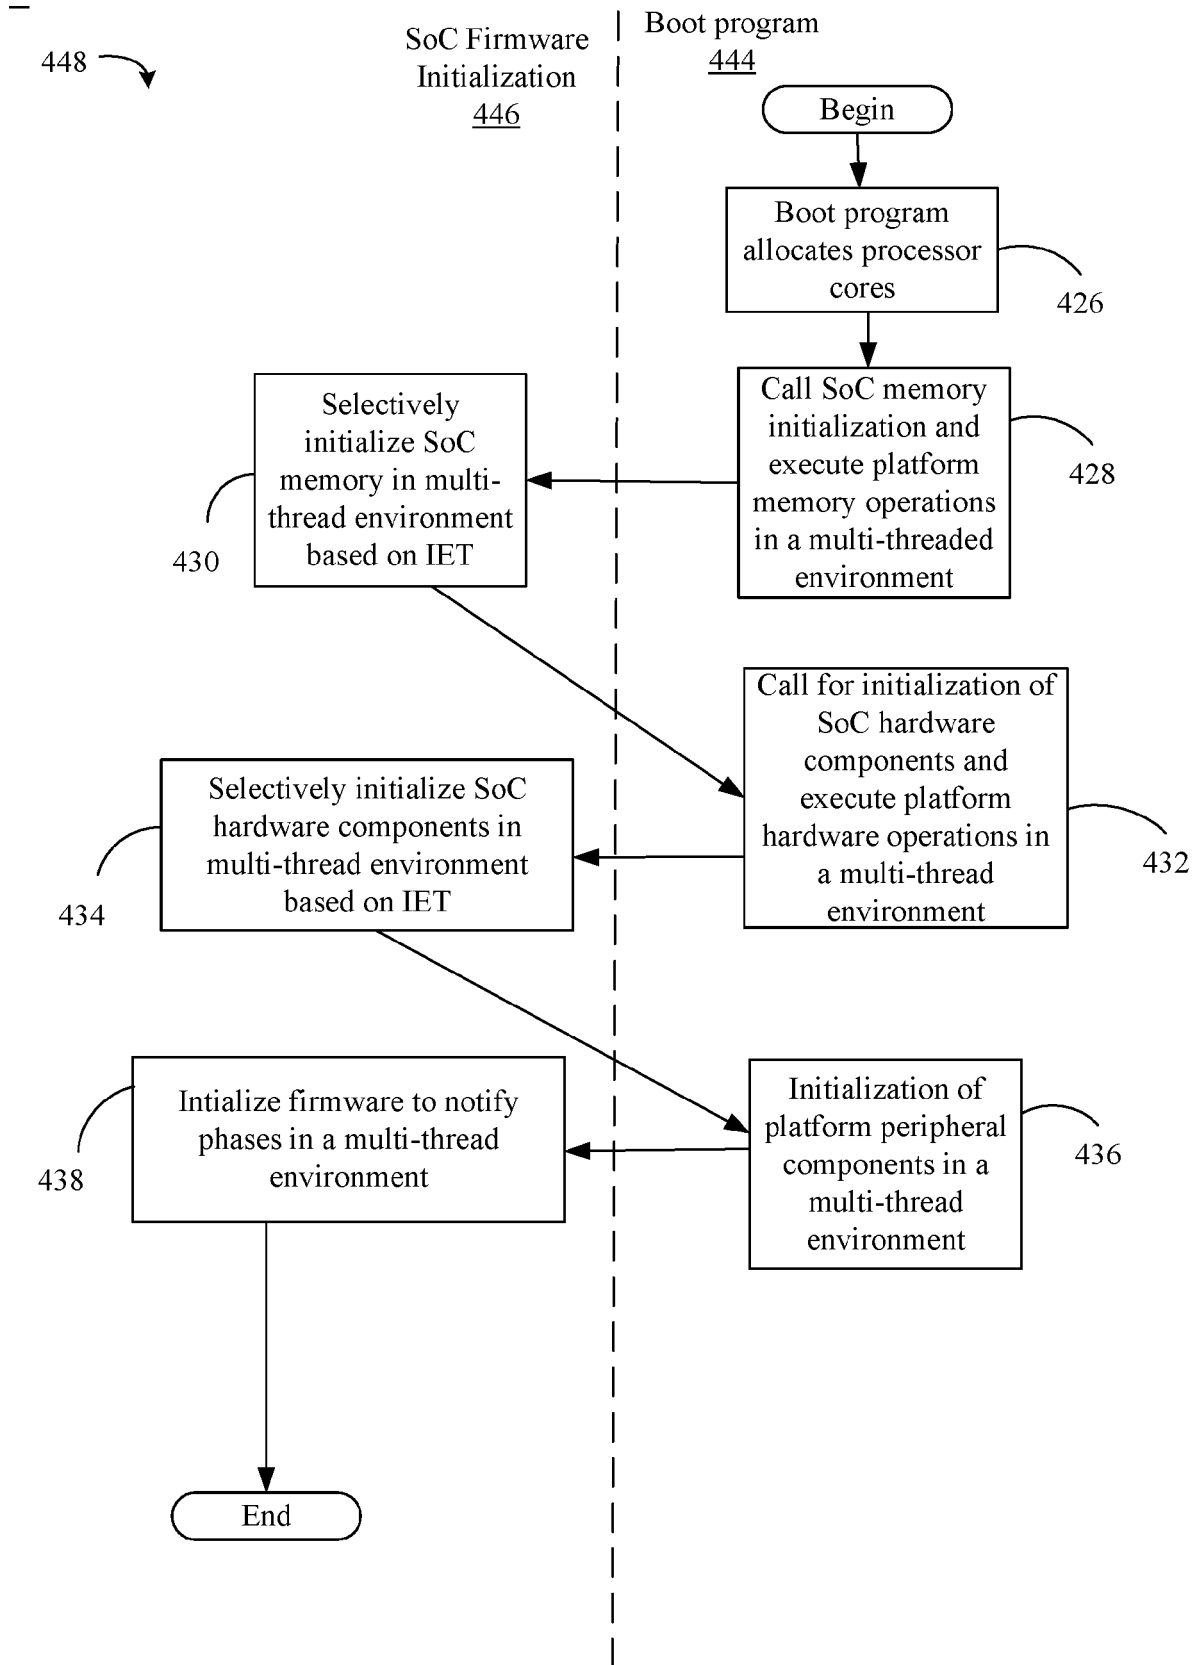 448
SoC Firmware
Initialization
446
Boot program
444
Begin
Boot program
allocates processor
cores
426
Call SoC memory
initialization and
execute platform
memory operations
in a multi-threaded
environment
428
Selectively
initialize SoC
memory in multi-
thread environment
based on IET
430
Call for initialization of
SoC hardware
components and
execute platform
hardware operations in
a multi-thread
environment
432
Selectively initialize SoC
hardware components in
multi-thread environment
based on IET
434
Initialization of
platform peripheral
components in a
multi-thread
environment
436
Intialize firmware to notify
phases in a multi-thread
environment
438
End